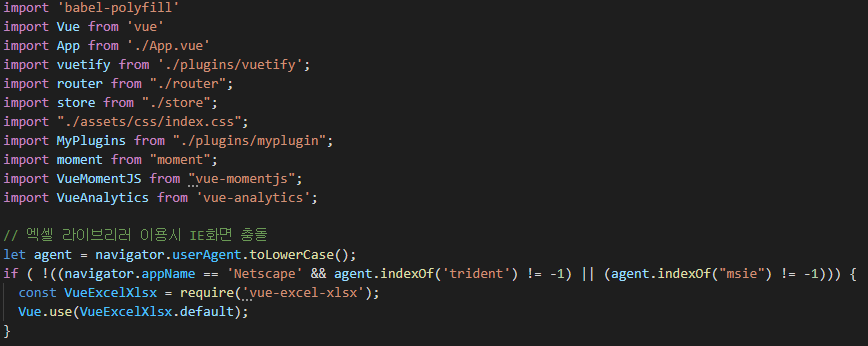 import 'babel-polyfill'
import Vue from 'vue'
import App from './App.vue'
import vuetify from './plugins/vuetify';
import router from "./router";
import store from "./store";
import "./assets/css/index.css";
import MyPlugins from "./plugins/myplugin";
import moment from "moment";
import VueMomentJS from "vue-momentjs";
import VueAnalytics from 'vue-analytics';
// 엑셀 라이브리러 이용시 IE화면 충돌
let agent = navigator.userAgent.toLowerCase();
if ( !((navigator.appName == 'Netscape' && agent.indexOf('trident') != -1) || (agent.indexOf("msie") != -1))) {
const VueExcelXlsx = require('vue-excel-xlsx');
Vue.use(VueExcelXlsx.default);
}